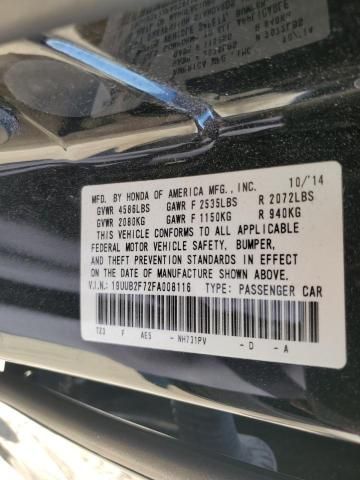 MFD. BY HONDA OF AMERICA MFG., INC. 10/'14
GVWR 4586LBS GAWR F 2535LBS R 2072LBS
GVWR 2080KG GAWR F 1150KG R 940KG
THIS VEHICLE CONFORMS TO ALL APPLICABLE
FEDERAL MOTOR VEHICLE SAFETY, BUMPER,
AND THEFT PREVENTION STANDARDS IN EFFECT
ON THE DATE OF MANUFACTURE SHOWN ABOVE.
V.I.N.: 19UUB2F72FA008116 TYPE: PASSENGER CAR
TZ3 F AE5 - NH731PV - D - A